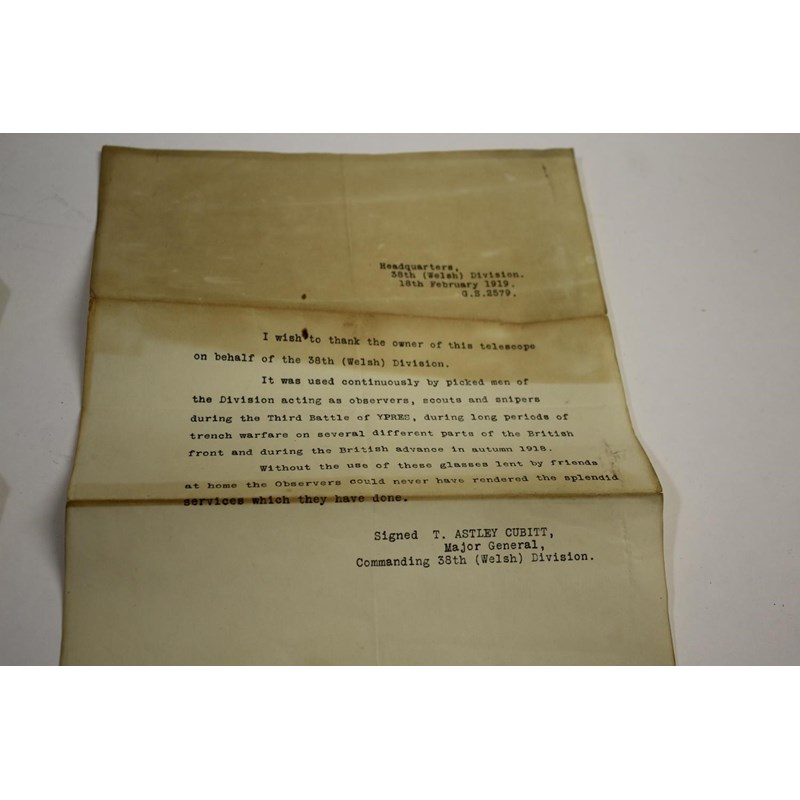 Headquarters,
38th (Welsh) Division.
18th February 1919.
G.S.2579.
I wish to thank the owner of this telescope
on behalf of the 38th (Welsh) Division.
It was used continuously by picked men of
the Division acting as observers, scouts and snipers
during the Third Battle of YPRES, during long periods of
trench warfare on several different parts of the British
front and during the British advance in autumn 1918.
Without the use of these glasses lent by friends
at home the Observers could never have rendered the splendid
services which they have done.
Signed T. ASTLEY CUBITT,
Major General,
Commanding 38th (Welsh) Division.